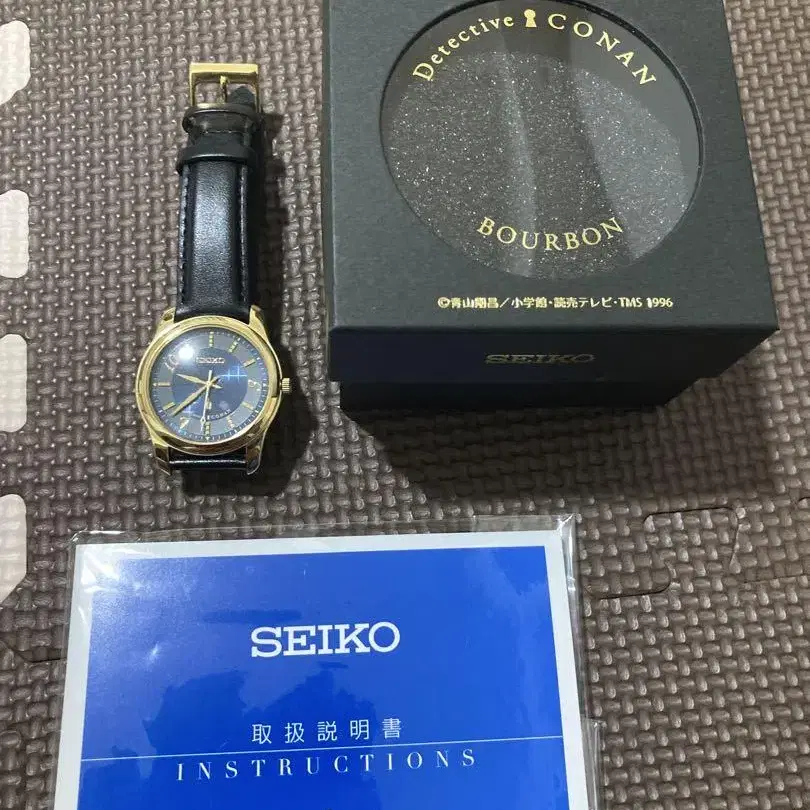 Detective CONAN
BOURBON
©青山剛昌／小学館・読売テレビ・TMS 1996
SEIKO
SEIKO
取扱説明書
INSTRUCTIONS